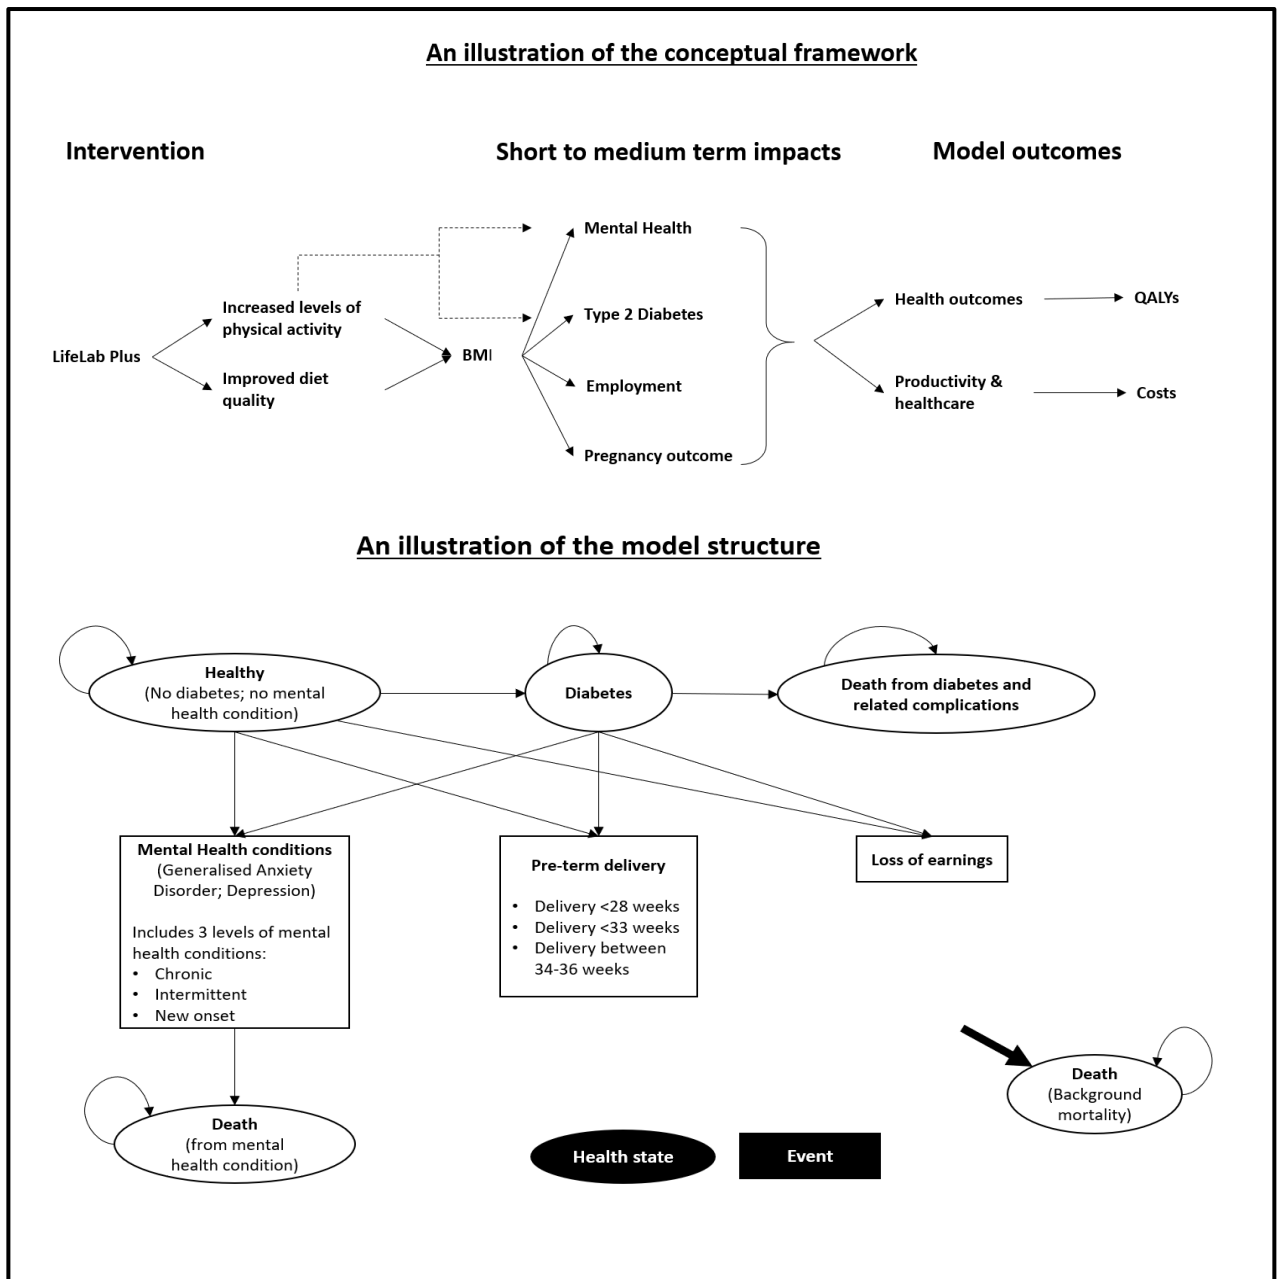 An illustration of the conceptual framework
Intervention
Short to medium term impacts
Model outcomes
Mental Health
Increased levels of
physical activity
Health outcomes
QALYs
Type 2 Diabetes
LifeLab Plus
BMI
Improved diet
quality
Employment
Productivity &
healthcare
Costs
Pregnancy outcome
An illustration of the model structure
Healthy
(No diabetes; no mental
health condition)
Diabetes
Death from diabetes and
related complications
Mental Health conditions
(Generalised Anxiety
Disorder; Depression)
Includes 3 levels of mental
health conditions:
• Chronic
• Intermittent
• New onset
Pre-term delivery
• Delivery <28 weeks
• Delivery <33 weeks
• Delivery between
34-36 weeks
Loss of earnings
Death
(Background
mortality)
Death
(from mental
health condition)
Health state
Event